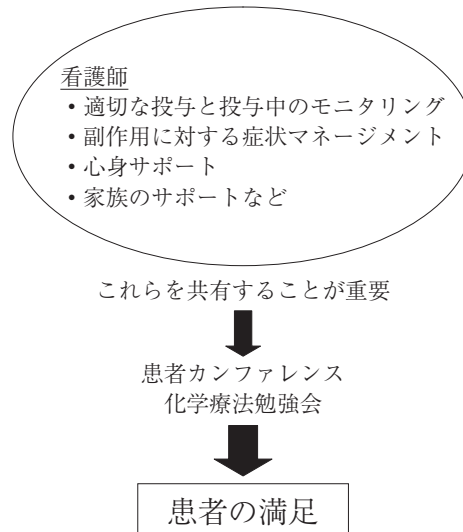 看護師
・適切な投与と投与中のモニタリング
・副作用に対する症状マネージメント
・心身サポート
・家族のサポートなど
これらを共有することが重要
患者カンファレンス
化学療法勉強会
患者の満足